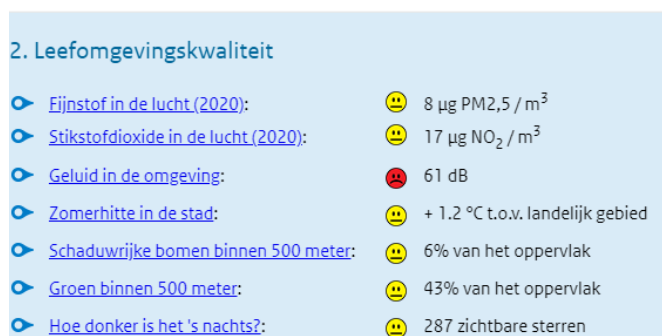 2. Leefomgevingskwaliteit
Fijnstof in de lucht (2020): 8 µg PM2,5 / m³
Stikstofdioxide in de lucht (2020): 17 µg NO₂ / m³
Geluid in de omgeving: 61 dB
Zomerhitte in de stad: + 1.2 °C t.o.v. landelijk gebied
Schaduwrijke bomen binnen 500 meter: 6% van het oppervlak
Groen binnen 500 meter: 43% van het oppervlak
Hoe donker is het 's nachts?: 287 zichtbare sterren